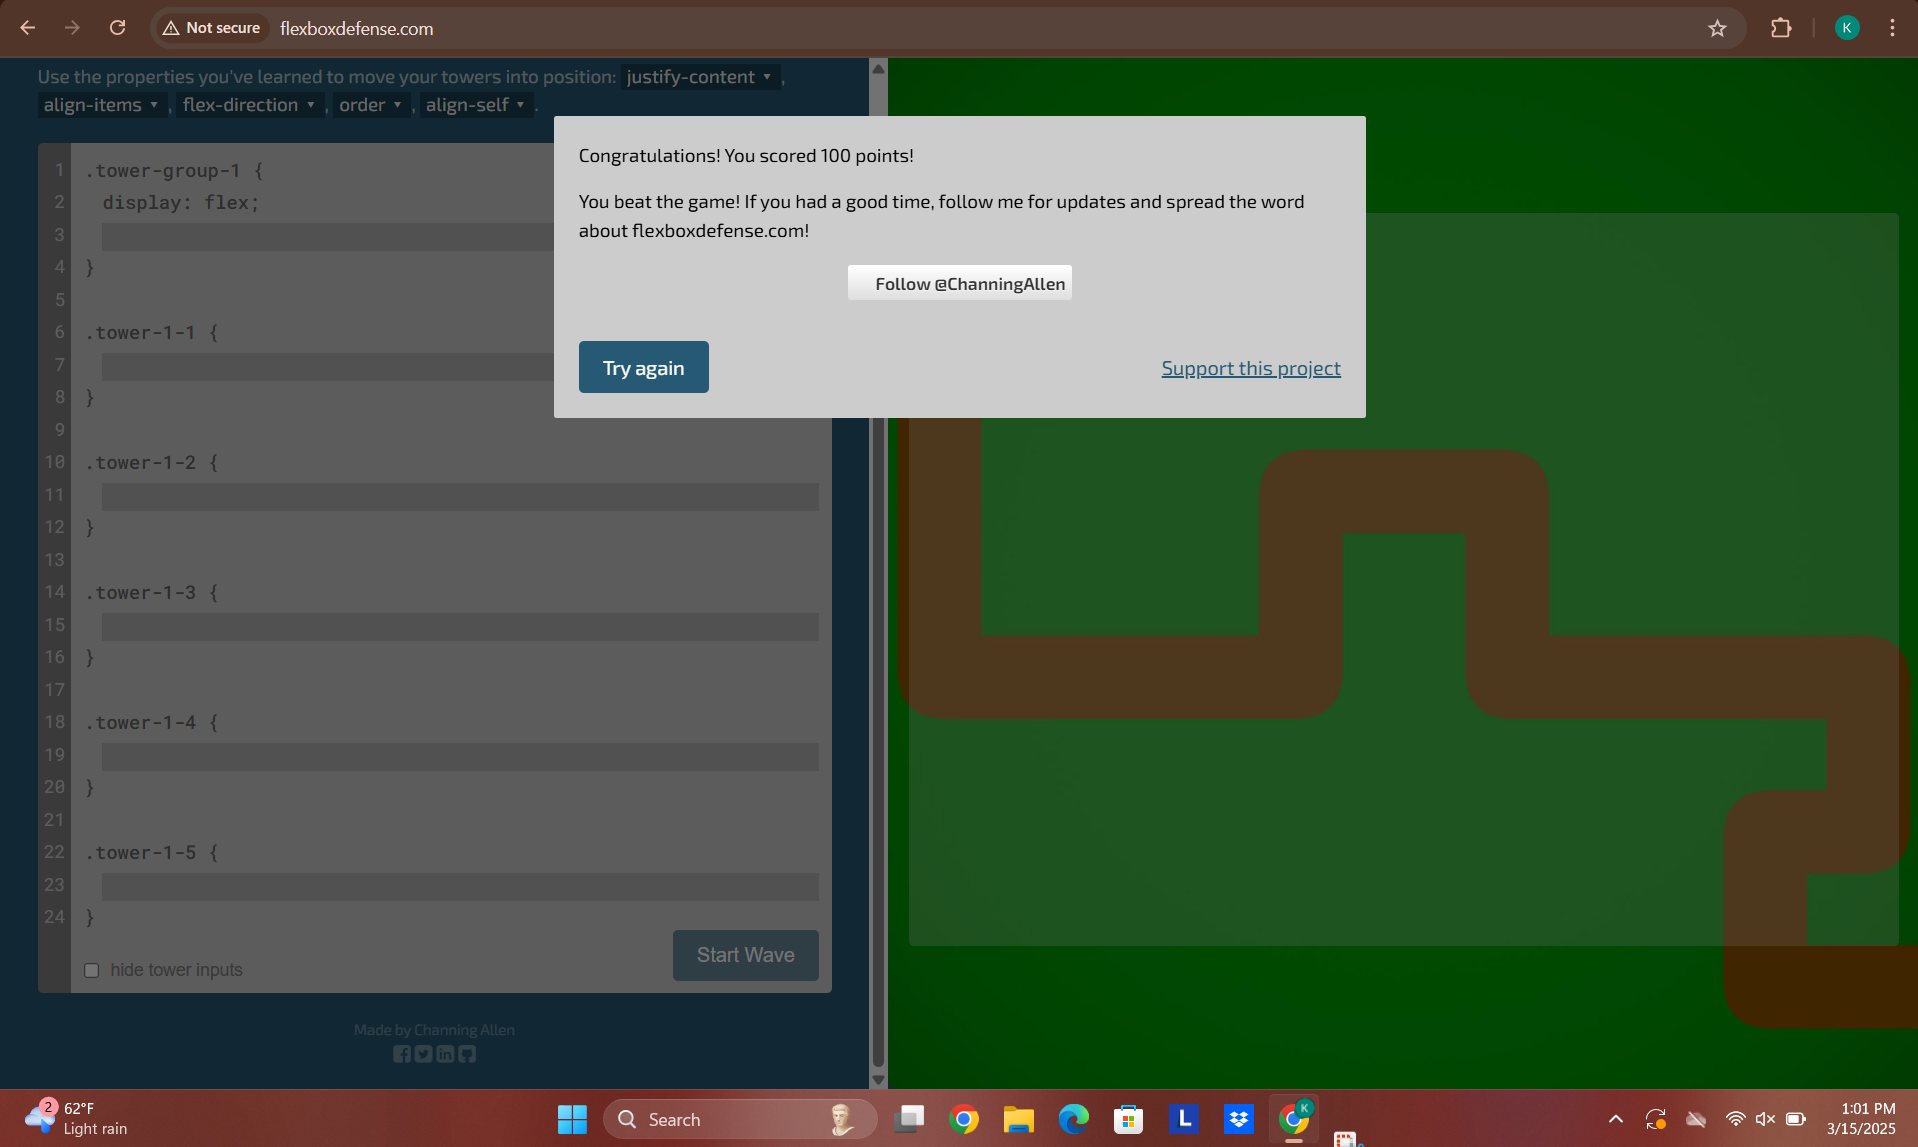 Not secure
flexboxdefense.com
K
Use the properties you've learned to move your towers into position: justify-content ▾ ,
align-items ▾ , flex-direction ▾ , order ▾ , align-self ▾ .
1 .tower-group-1 {
2 display: flex;
3
4 }
5
6 .tower-1-1 {
7
8 }
9
10 .tower-1-2 {
11
12 }
13
14 .tower-1-3 {
15
16 }
17
18 .tower-1-4 {
19
20 }
21
22 .tower-1-5 {
23
24 }
hide tower inputs
Start Wave
Made by Channing Allen
Congratulations! You scored 100 points!
You beat the game! If you had a good time, follow me for updates and spread the word
about flexboxdefense.com!
Follow @ChanningAllen
Try again
Support this project
2
62°F
Light rain
Search
L
K
1:01 PM
3/15/2025